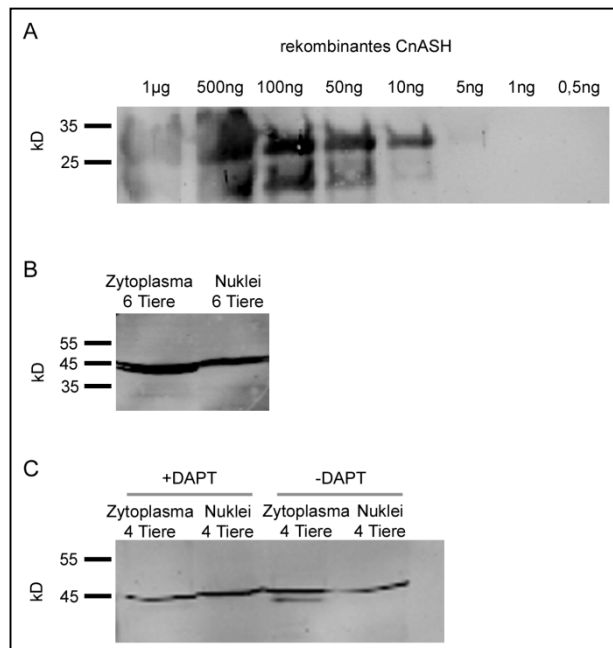 A
rekombinantes CnASH
1µg 500ng 100ng 50ng 10ng 5ng 1ng 0,5ng
35
25
kD
B
Zytoplasma Nuklei
6 Tiere 6 Tiere
55
45
35
kD
C
+DAPT -DAPT
Zytoplasma Nuklei Zytoplasma Nuklei
4 Tiere 4 Tiere 4 Tiere 4 Tiere
55
45
kD